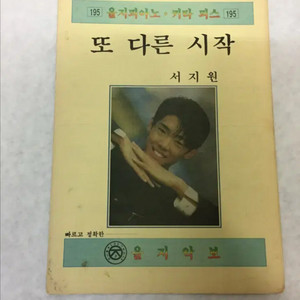 195 을지피아노·기타 피스 195
또 다른 시작
서지원
빠르고 정확한
을지악보